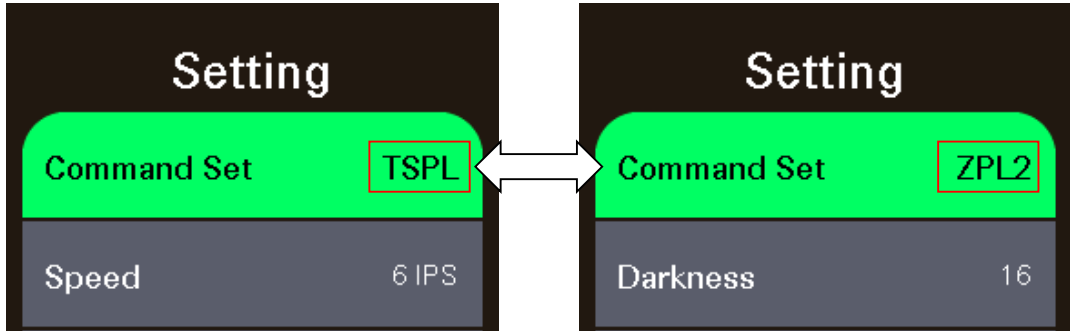 Setting
Command Set TSPL
Speed 6 IPS
Setting
Command Set ZPL2
Darkness 16